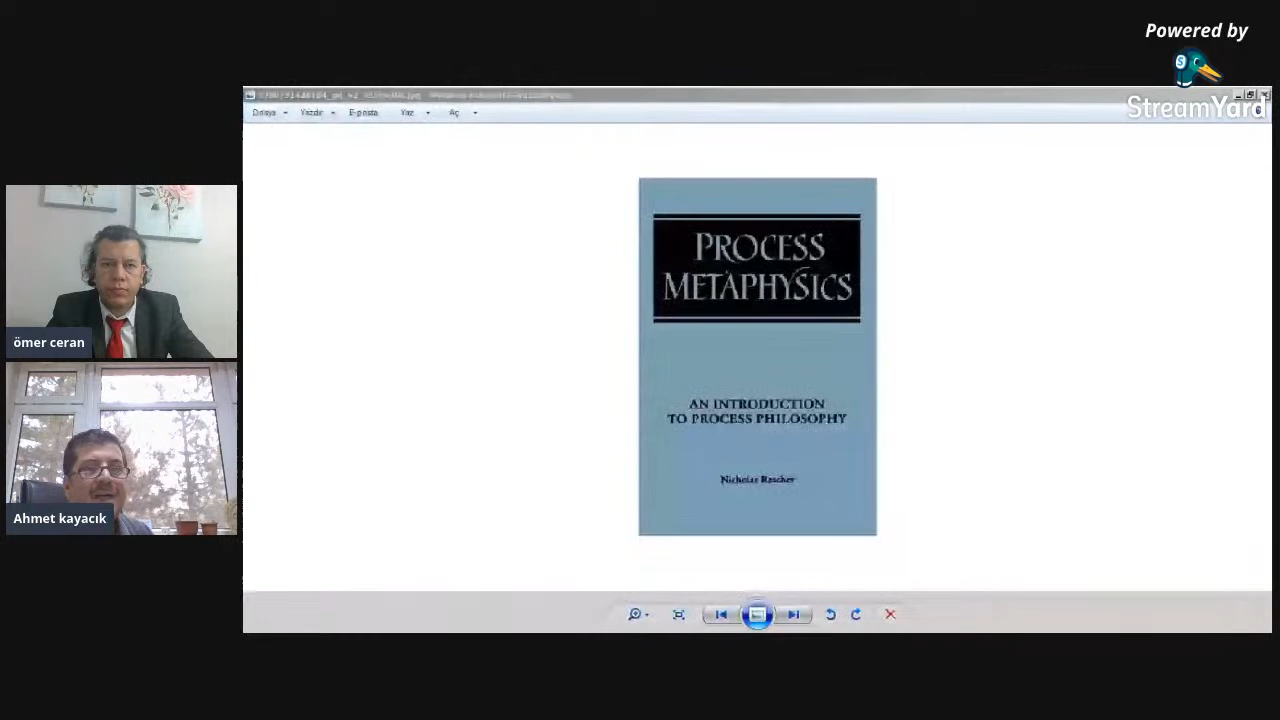 Powered by
StreamYard
Dosya Yazdır E-posta Yaz Aç
ömer ceran
Ahmet kayacık
PROCESS
METAPHYSICS
AN INTRODUCTION
TO PROCESS PHILOSOPHY
Nicholas Rescher